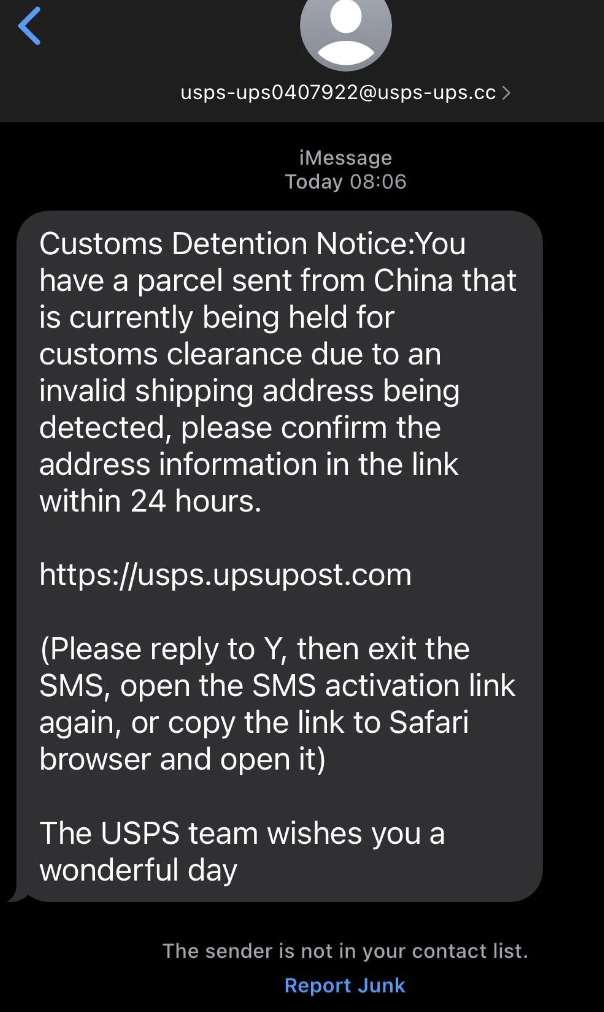 usps-ups0407922@usps-ups.cc >
iMessage
Today 08:06
Customs Detention Notice:You
have a parcel sent from China that
is currently being held for
customs clearance due to an
invalid shipping address being
detected, please confirm the
address information in the link
within 24 hours.
https://usps.upsupost.com
(Please reply to Y, then exit the
SMS, open the SMS activation link
again, or copy the link to Safari
browser and open it)
The USPS team wishes you a
wonderful day
The sender is not in your contact list.
Report Junk